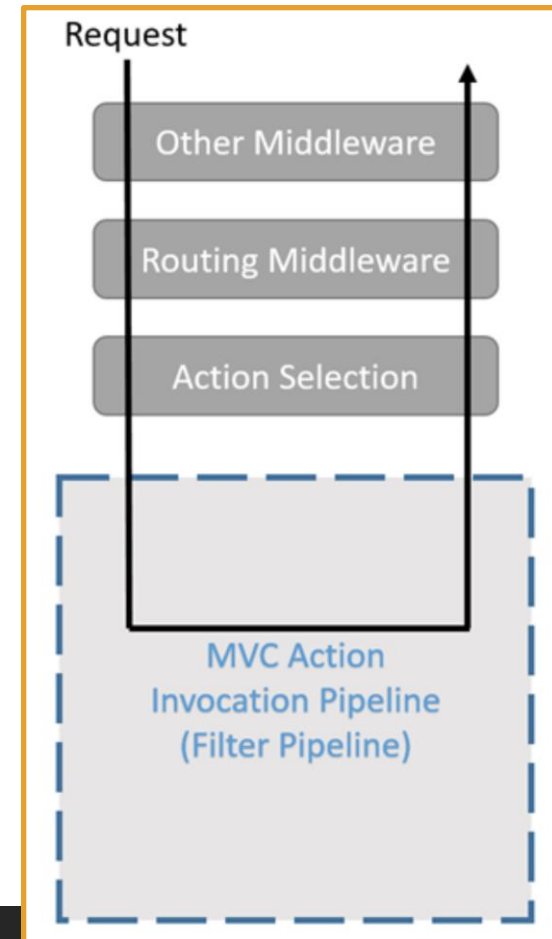 Request
Other Middleware
Routing Middleware
Action Selection
MVC Action
Invocation Pipeline
(Filter Pipeline)